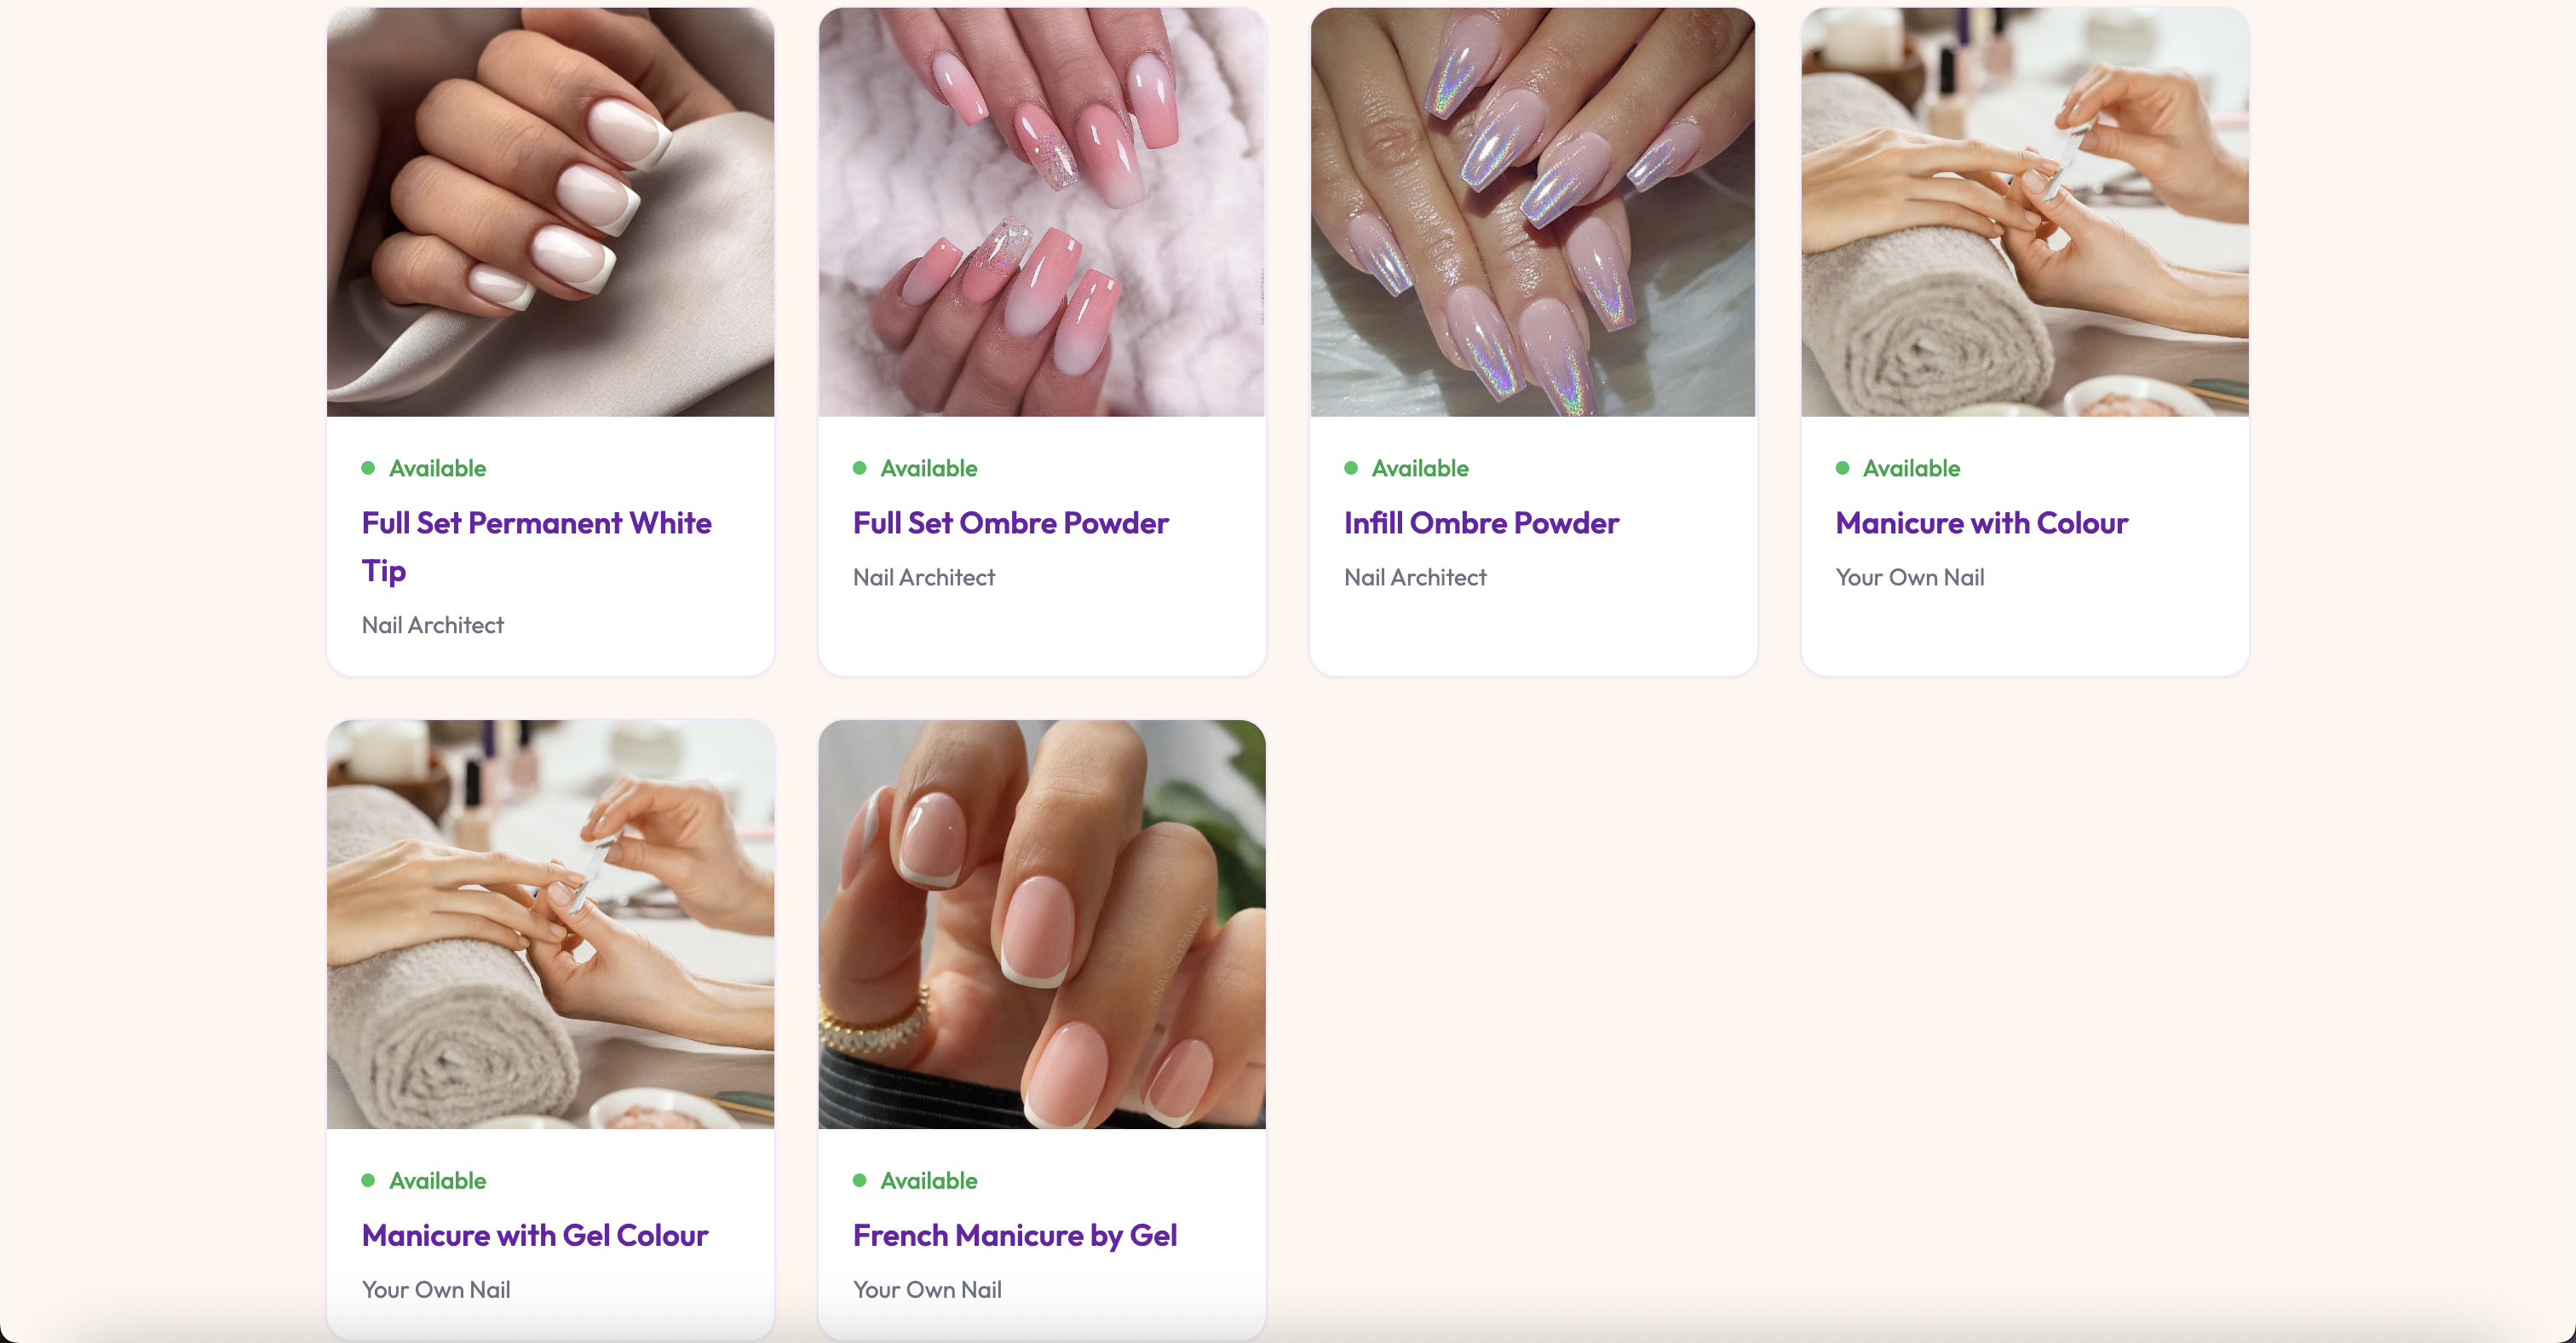 Available
Full Set Permanent White
Tip
Nail Architect
Available
Full Set Ombre Powder
Nail Architect
Available
Infill Ombre Powder
Nail Architect
Available
Manicure with Colour
Your Own Nail
@NAILSBYPAULIN
Available
Manicure with Gel Colour
Your Own Nail
Available
French Manicure by Gel
Your Own Nail